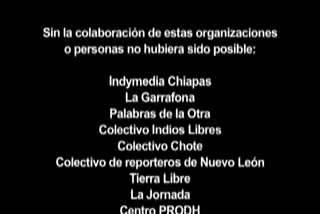 Sin la colaboración de estas organizaciones
o personas no hubiera sido posible:
Indymedia Chiapas
La Garrafona
Palabras de la Otra
Colectivo Indios Libres
Colectivo Chote
Colectivo de reporteros de Nuevo León
Tierra Libre
La Jornada
Centro PRODH